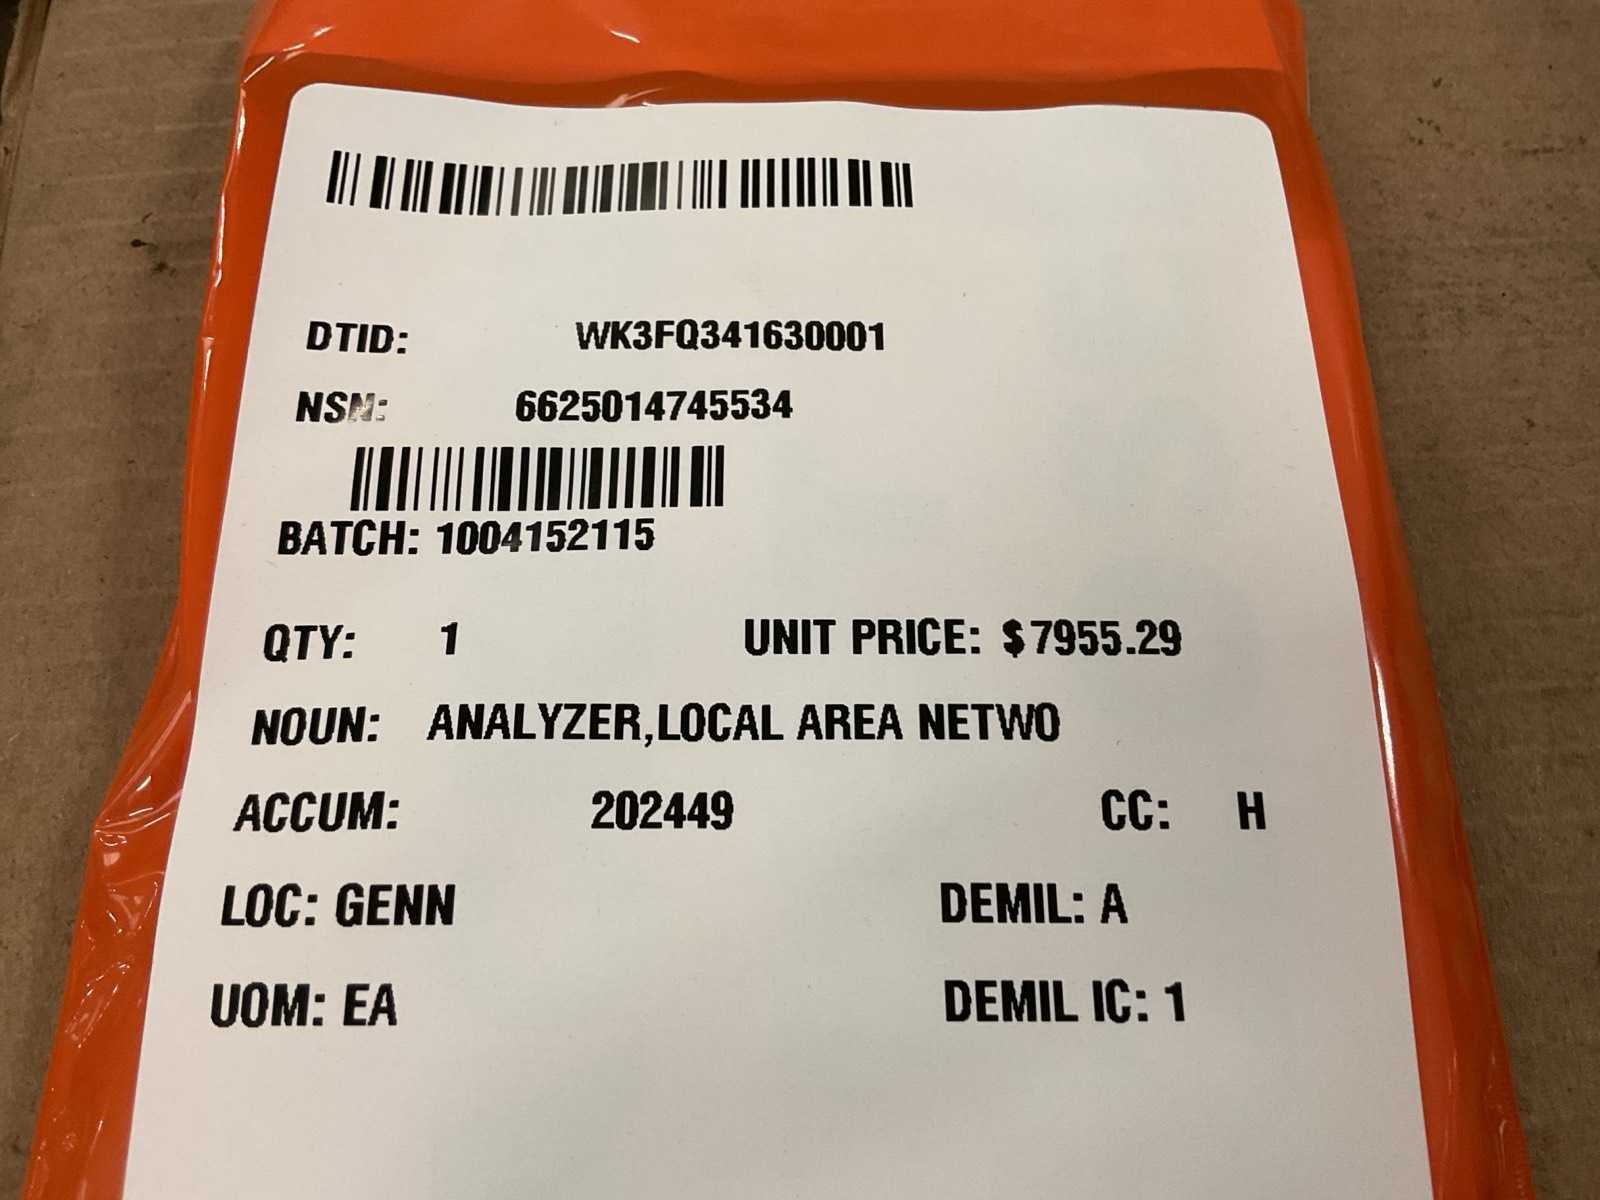 DTID: WK3FQ341630001
NSN: 6625014745534
BATCH: 1004152115
QTY: 1 UNIT PRICE: $7955.29
NOUN: ANALYZER,LOCAL AREA NETWO
ACCUM: 202449 CC: H
LOC: GENN DEMIL: A
UOM: EA DEMIL IC: 1